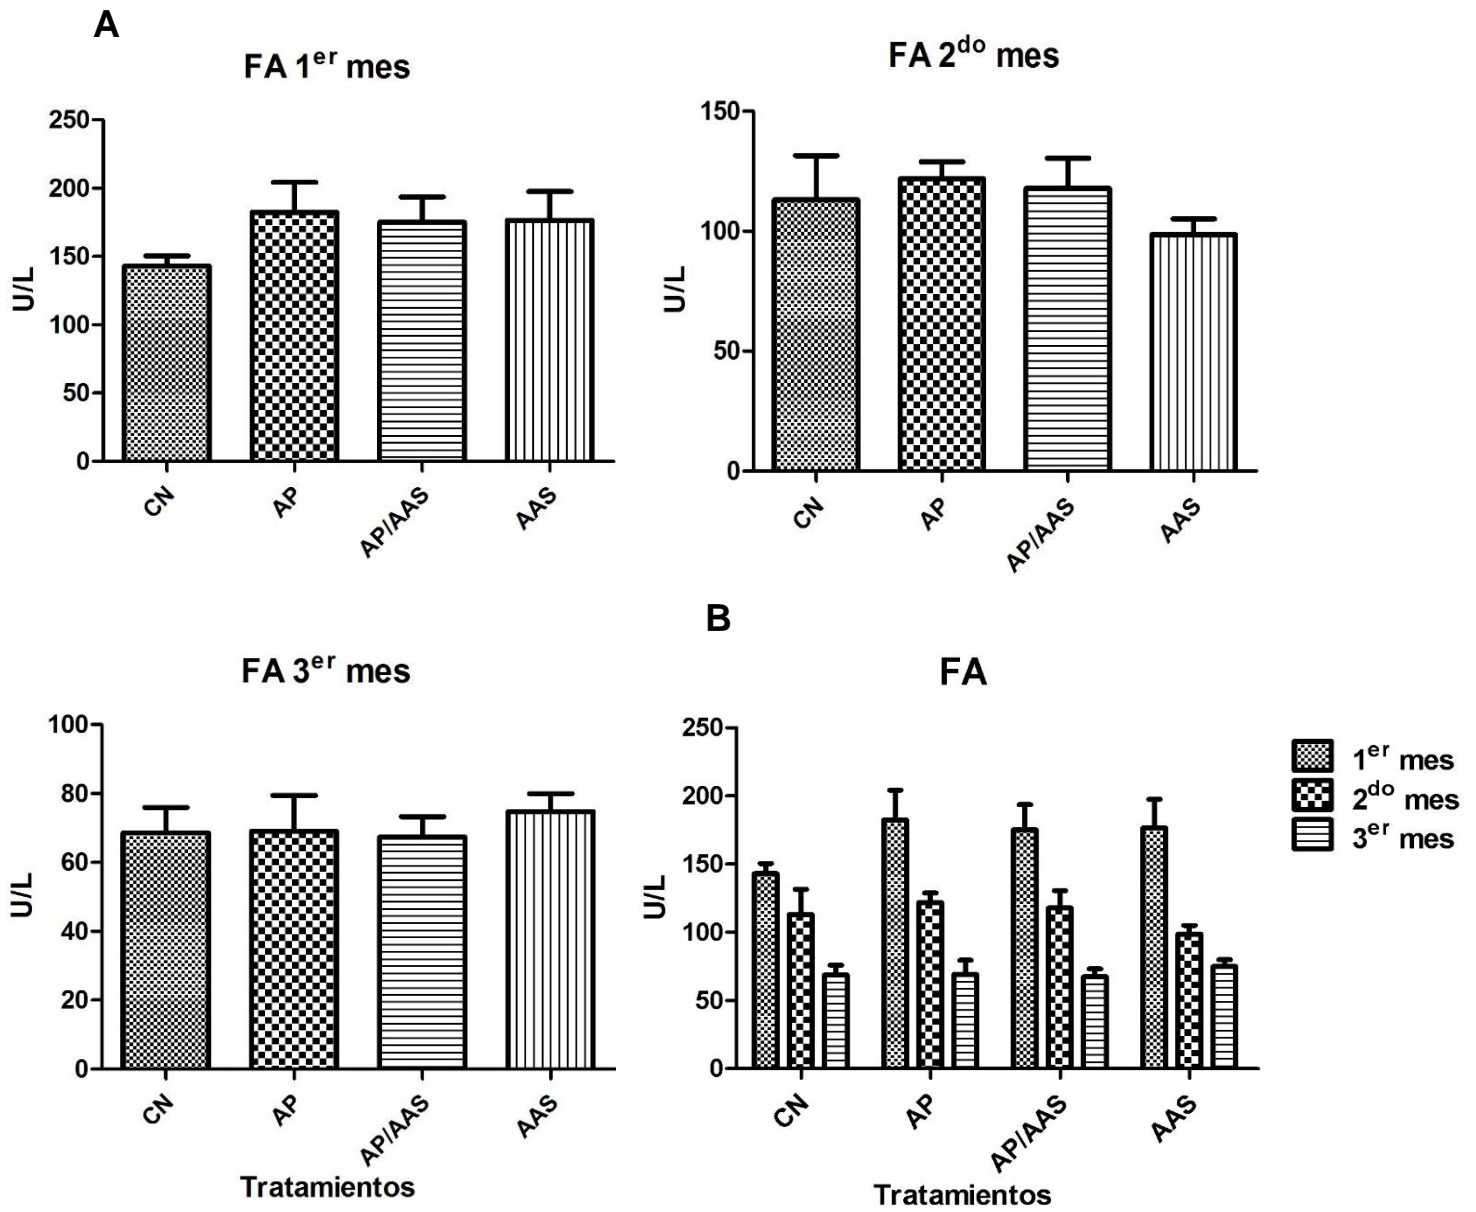 A
FA 1er mes
250
200
150
100
50
0
U/L
CN
AP
AP/AAS
AAS
FA 2do mes
150
100
50
0
U/L
CN
AP
AP/AAS
AAS
FA 3er mes
100
80
60
40
20
0
U/L
CN
AP
AP/AAS
AAS
Tratamientos
B
FA
250
200
150
100
50
0
U/L
CN
AP
AP/AAS
AAS
Tratamientos
1er mes
2do mes
3er mes